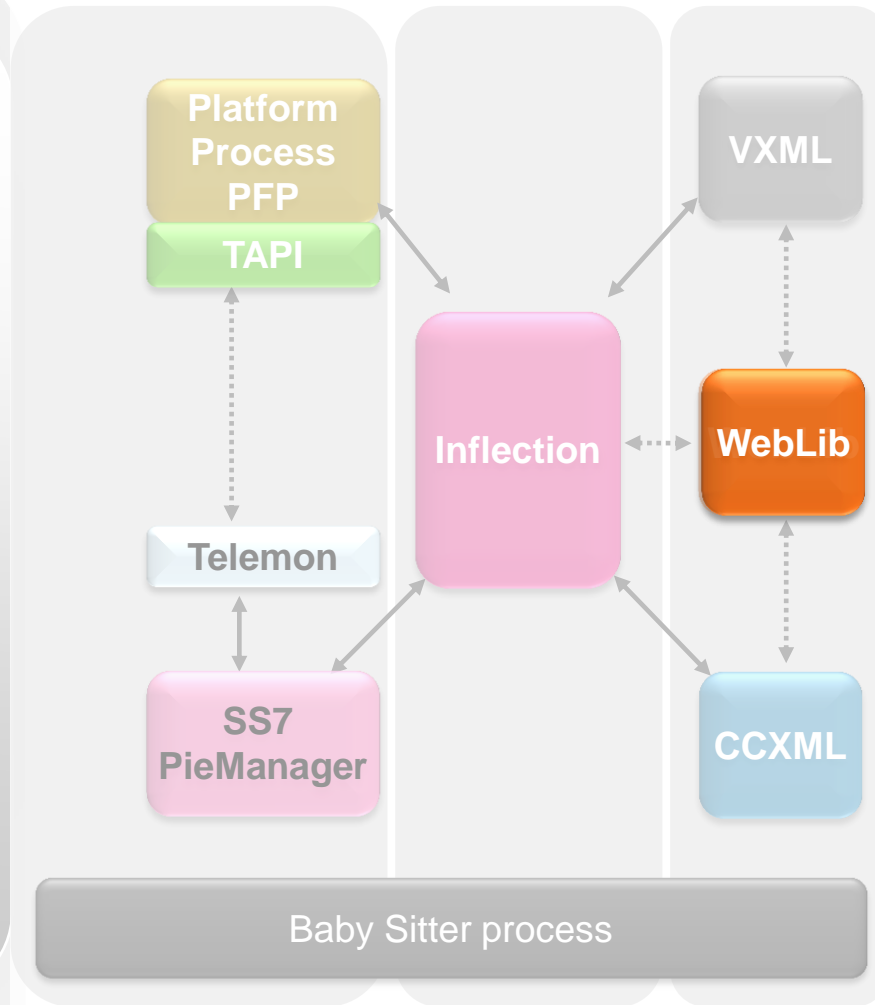 Platform
Process
PFP
TAPI
VXML
Inflection
WebLib
Telemon
SS7
PieManager
CCXML
Baby Sitter process